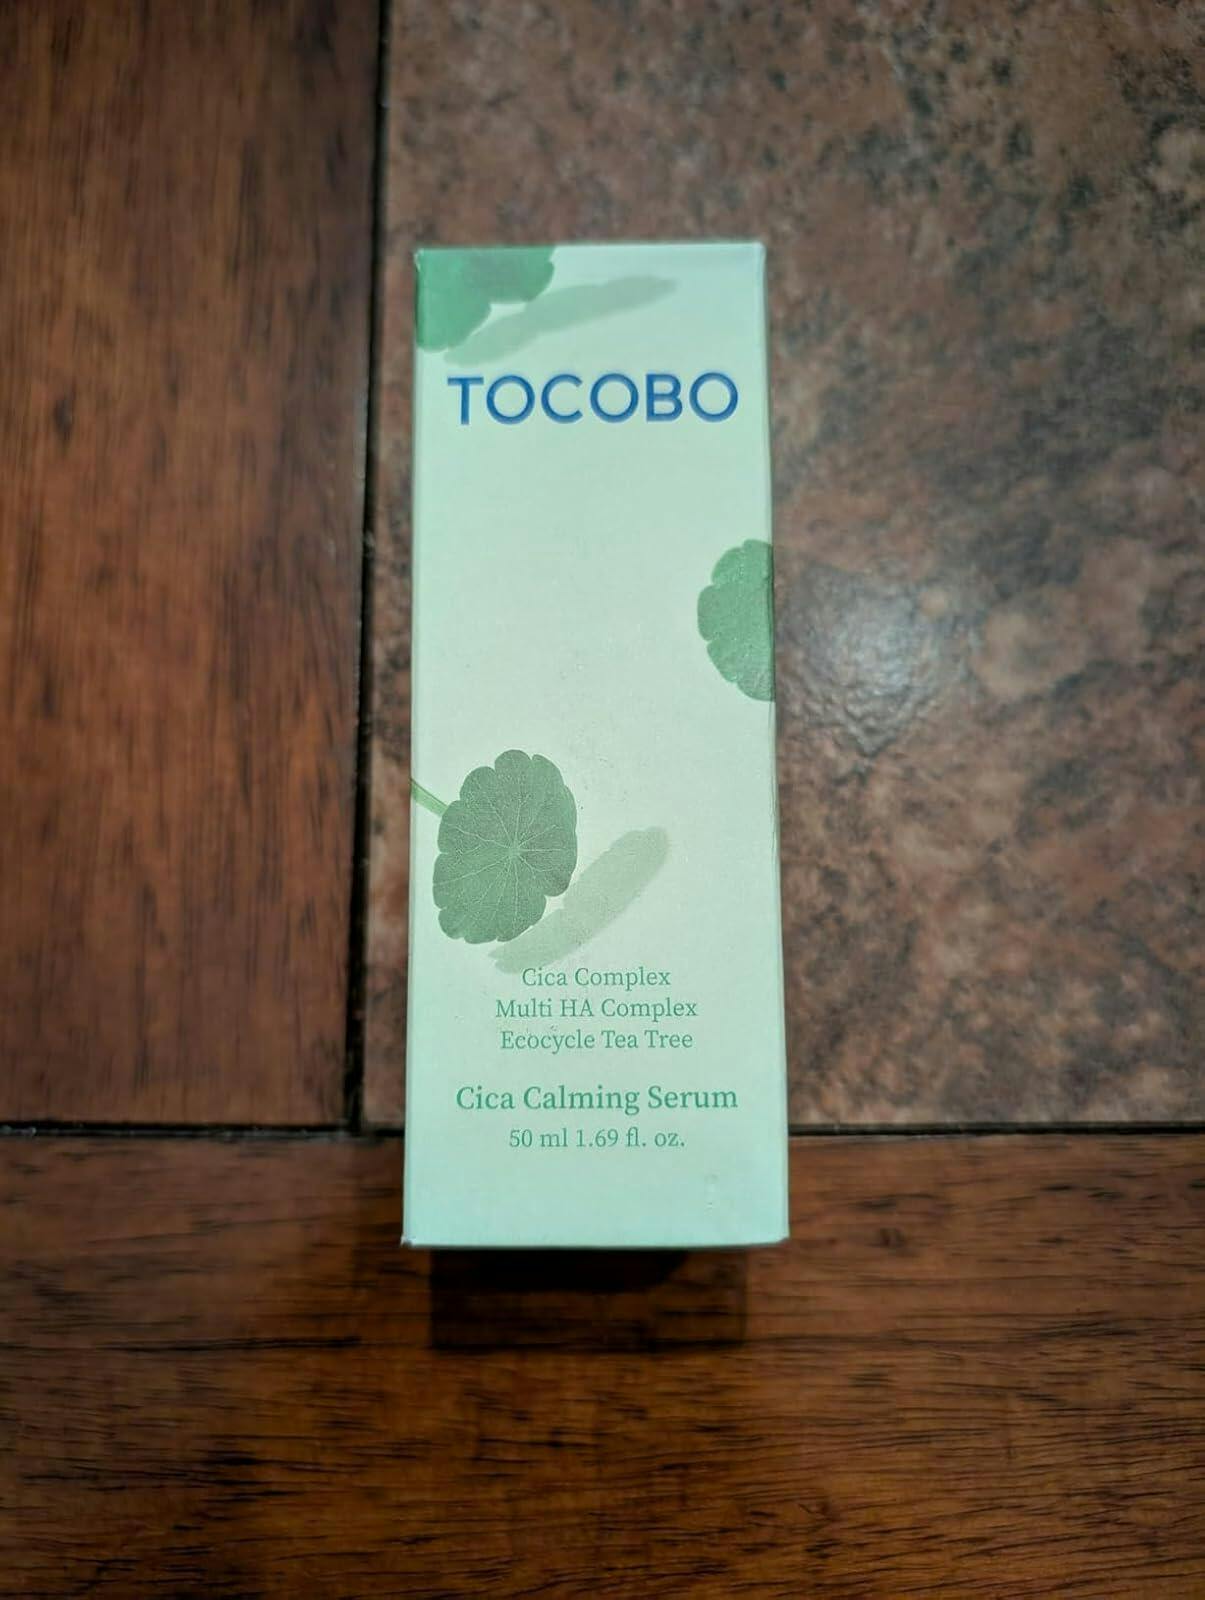 TOCOBO
Cica Complex
Multi HA Complex
Ecocycle Tea Tree
Cica Calming Serum
50 ml 1.69 fl. oz.